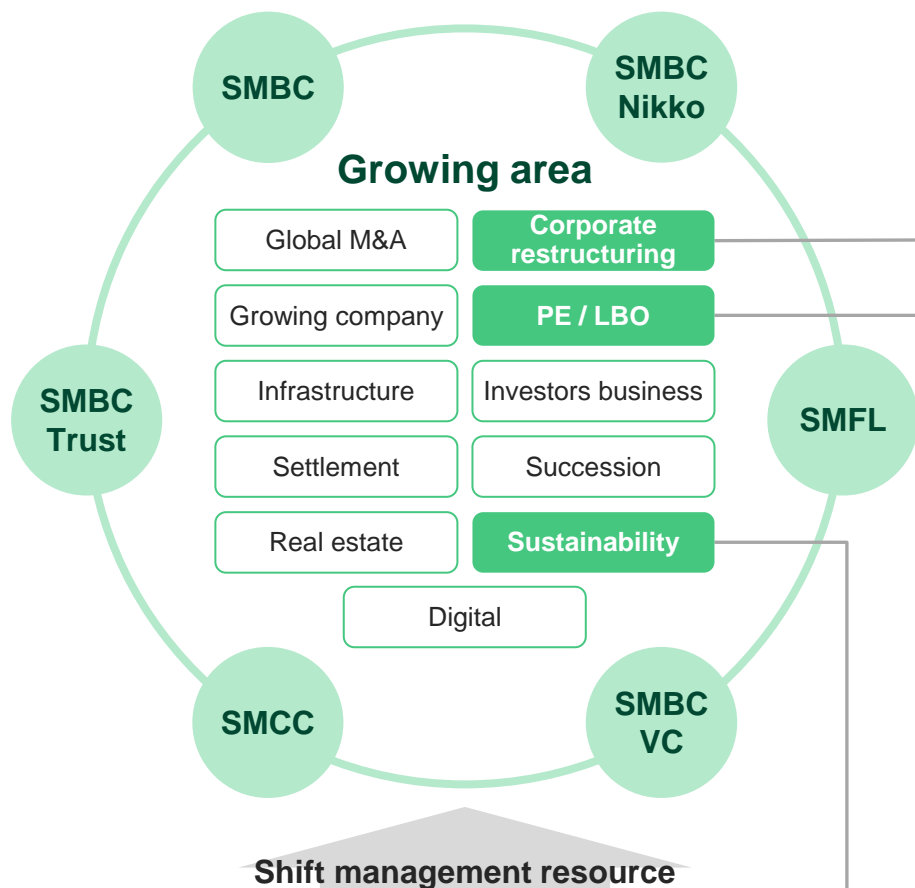 SMBC
SMBC
Nikko
Growing area
Global M&A
Corporate
restructuring
Growing company
PE / LBO
Infrastructure
Investors business
SMBC
Trust
SMFL
Settlement
Succession
Real estate
Sustainability
Digital
SMCC
SMBC
VC
Shift management resource